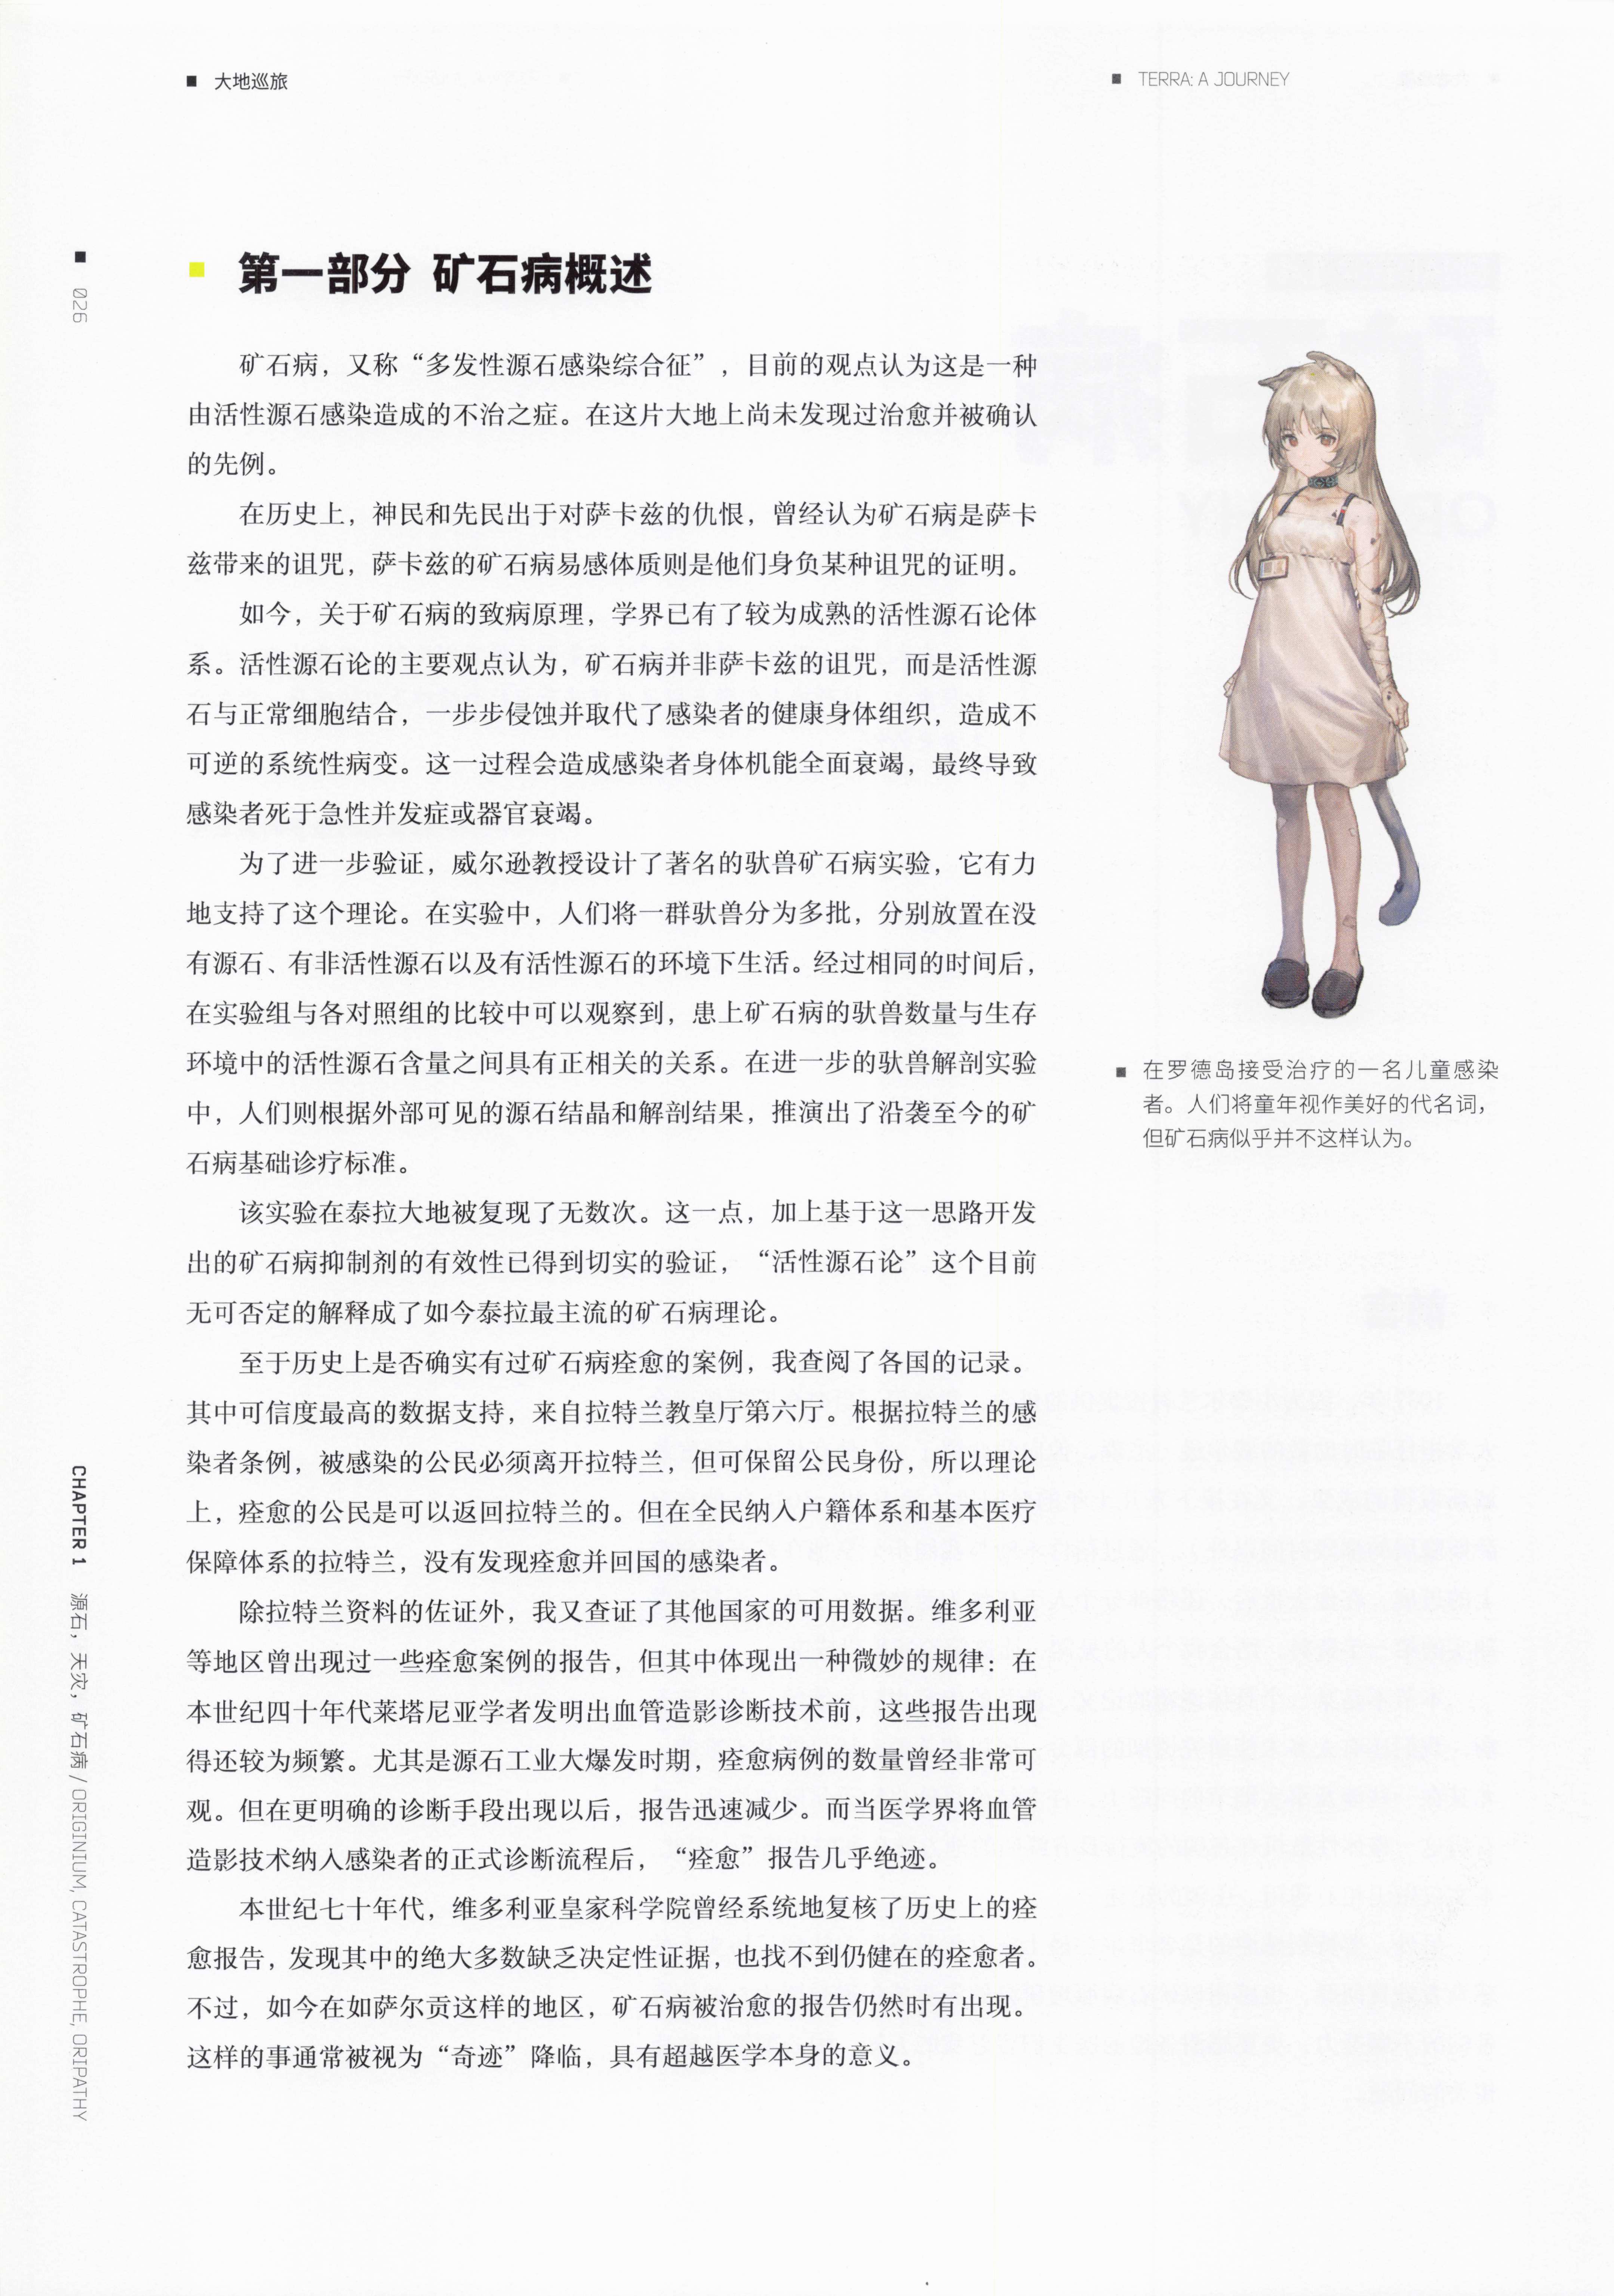 大地巡旅
TERRA: A JOURNEY
026
第一部分 矿石病概述
矿石病，又称“多发性源石感染综合征”，目前的观点认为这是一种
由活性源石感染造成的不治之症。在这片大地上尚未发现过治愈并被确认
的先例。
在历史上，神民和先民出于对萨卡兹的仇恨，曾经认为矿石病是萨卡
兹带来的诅咒，萨卡兹的矿石病易感体质则是他们身负某种诅咒的证明。
如今，关于矿石病的致病原理，学界已有了较为成熟的活性源石论体
系。活性源石论的主要观点认为，矿石病并非萨卡兹的诅咒，而是活性源
石与正常细胞结合，一步步侵蚀并取代了感染者的健康身体组织，造成不
可逆的系统性病变。这一过程会造成感染者身体机能全面衰竭，最终导致
感染者死于急性并发症或器官衰竭。
为了进一步验证，威尔逊教授设计了著名的驮兽矿石病实验，它有力
地支持了这个理论。在实验中，人们将一群驮兽分为多批，分别放置在没
有源石、有非活性源石以及有活性源石的环境下生活。经过相同的时间后，
在实验组与各对照组的比较中可以观察到，患上矿石病的驮兽数量与生存
环境中的活性源石含量之间具有正相关的关系。在进一步的驮兽解剖实验
中，人们则根据外部可见的源石结晶和解剖结果，推演出了沿袭至今的矿
石病基础诊疗标准。
该实验在泰拉大地被复现了无数次。这一点，加上基于这一思路开发
出的矿石病抑制剂的有效性已得到切实的验证，“活性源石论”这个目前
无可否定的解释成了如今泰拉最主流的矿石病理论。
至于历史上是否确实有过矿石病痊愈的案例，我查阅了各国的记录。
其中可信度最高的数据支持，来自拉特兰教皇厅第六厅。根据拉特兰的感
染者条例，被感染的公民必须离开拉特兰，但可保留公民身份，所以理论
上，痊愈的公民是可以返回拉特兰的。但在全民纳入户籍体系和基本医疗
保障体系的拉特兰，没有发现痊愈并回国的感染者。
除拉特兰资料的佐证外，我又查证了其他国家的可用数据。维多利亚
等地区曾出现过一些痊愈案例的报告，但其中体现出一种微妙的规律：在
本世纪四十年代莱塔尼亚学者发明出血管造影诊断技术前，这些报告出现
得还较为频繁。尤其是源石工业大爆发时期，痊愈病例的数量曾经非常可
观。但在更明确的诊断手段出现以后，报告迅速减少。而当医学界将血管
造影技术纳入感染者的正式诊断流程后，“痊愈”报告几乎绝迹。
本世纪七十年代，维多利亚皇家科学院曾经系统地复核了历史上的痊
愈报告，发现其中的绝大多数缺乏决定性证据，也找不到仍健在的痊愈者。
不过，如今在如萨尔贡这样的地区，矿石病被治愈的报告仍然时有出现。
这样的事通常被视为“奇迹”降临，具有超越医学本身的意义。
在罗德岛接受治疗的一名儿童感染
者。人们将童年视作美好的代名词，
但矿石病似乎并不这样认为。
CHAPTER 1 源石，天灾，矿石病 / ORIGINIUM, CATASTROPHE, ORIPATHY